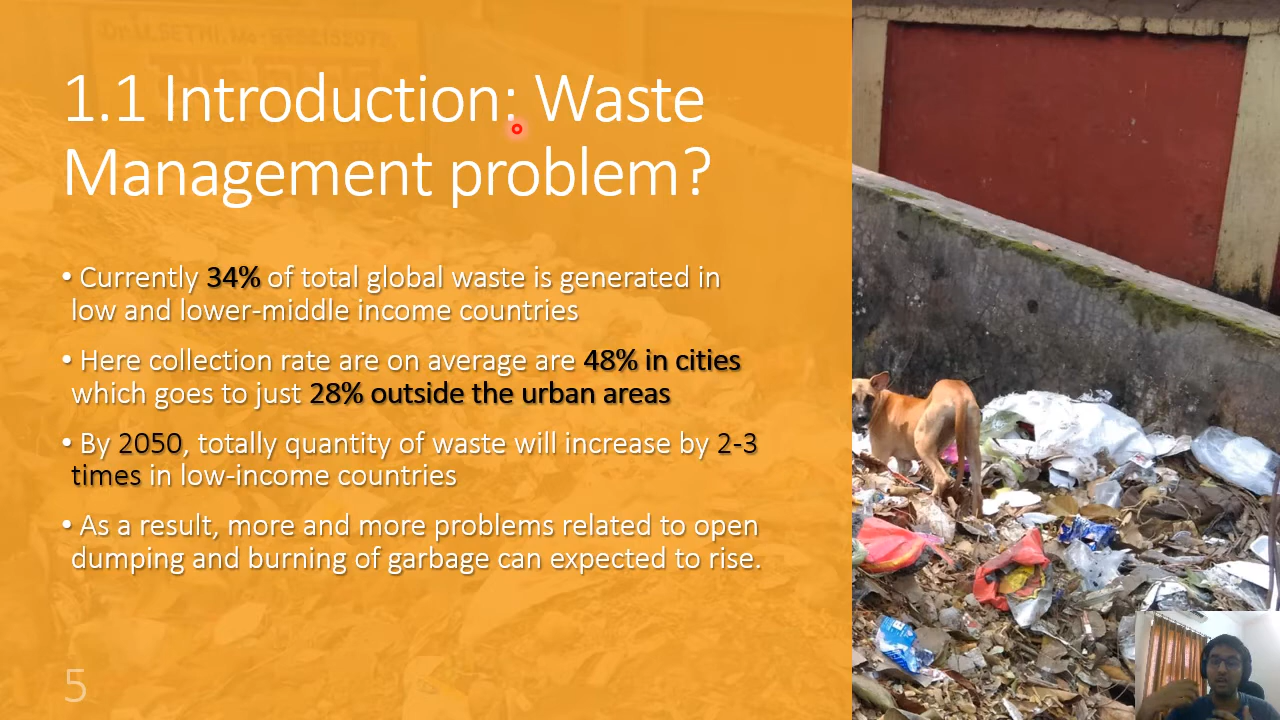 1.1 Introduction: Waste
Management problem?
• Currently 34% of total global waste is generated in
low and lower-middle income countries
• Here collection rate are on average are 48% in cities
which goes to just 28% outside the urban areas
• By 2050, totally quantity of waste will increase by 2-3
times in low-income countries
• As a result, more and more problems related to open
dumping and burning of garbage can expected to rise.
5